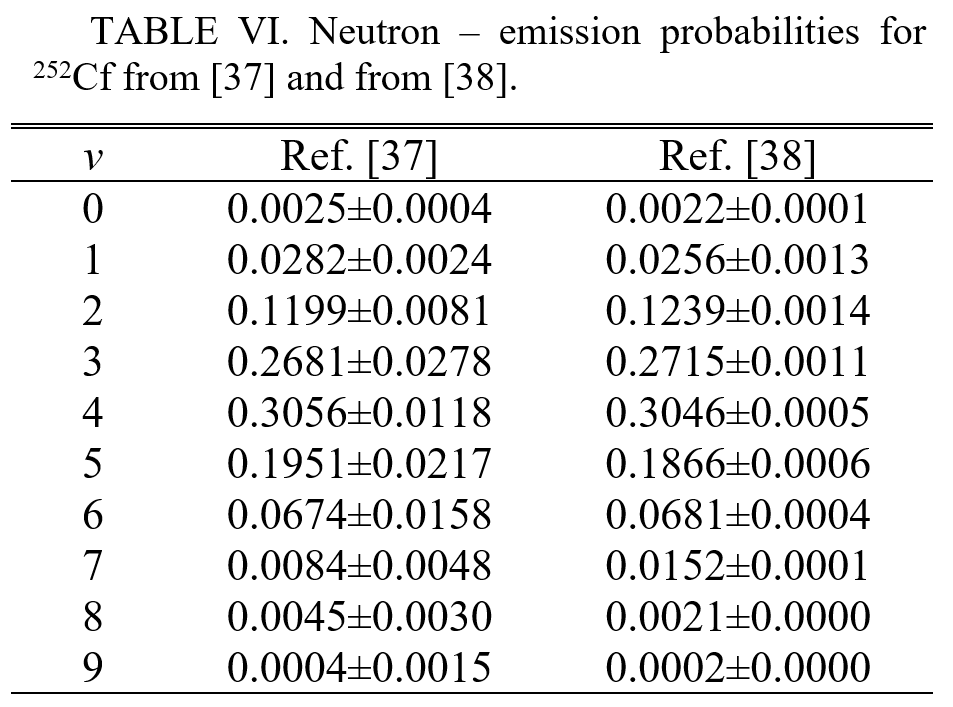 TABLE VI. Neutron – emission probabilities for
²⁵²Cf from [37] and from [38].
ν Ref. [37] Ref. [38]
0 0.0025±0.0004 0.0022±0.0001
1 0.0282±0.0024 0.0256±0.0013
2 0.1199±0.0081 0.1239±0.0014
3 0.2681±0.0278 0.2715±0.0011
4 0.3056±0.0118 0.3046±0.0005
5 0.1951±0.0217 0.1866±0.0006
6 0.0674±0.0158 0.0681±0.0004
7 0.0084±0.0048 0.0152±0.0001
8 0.0045±0.0030 0.0021±0.0000
9 0.0004±0.0015 0.0002±0.0000